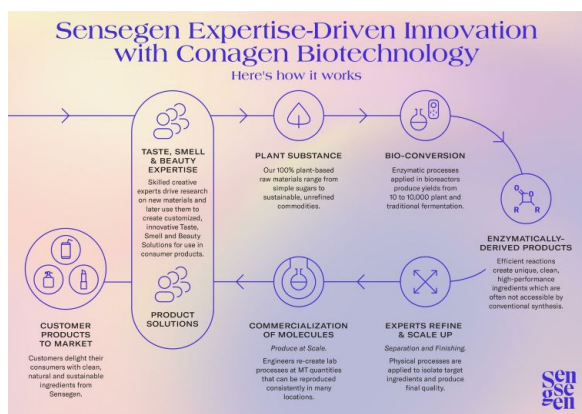 Sensegen Expertise-Driven Innovation
with Conagen Biotechnology
Here's how it works
TASTE, SMELL
& BEAUTY
EXPERTISE
Skilled creative
experts drive research
on new materials and
later use them to
create customized,
innovative Taste,
Smell and Beauty
Solutions for use in
consumer products.
PLANT SUBSTANCE
Our 100% plant-based
raw materials range from
simple sugars to
sustainable, unrefined
commodities.
BIO-CONVERSION
Enzymatic processes
applied in bioreactors
produce yields from
10 to 10,000 plant and
traditional fermentation.
O
O
R
R
ENZYMATICALLY-
DERIVED PRODUCTS
Efficient reactions
create unique, clean,
high-performance
ingredients which are
often not accessible by
conventional synthesis.
EXPERTS REFINE
& SCALE UP
Separation and Finishing.
Physical processes are
applied to isolate target
ingredients and produce
final quality.
COMMERCIALIZATION
OF MOLECULES
Produce at Scale.
Engineers re-create lab
processes at MT quantities
that can be reproduced
consistently in many
locations.
PRODUCT
SOLUTIONS
CUSTOMER
PRODUCTS
TO MARKET
Customers delight their
consumers with clean,
natural and sustainable
ingredients from
Sensegen.
Sen
gse
gen